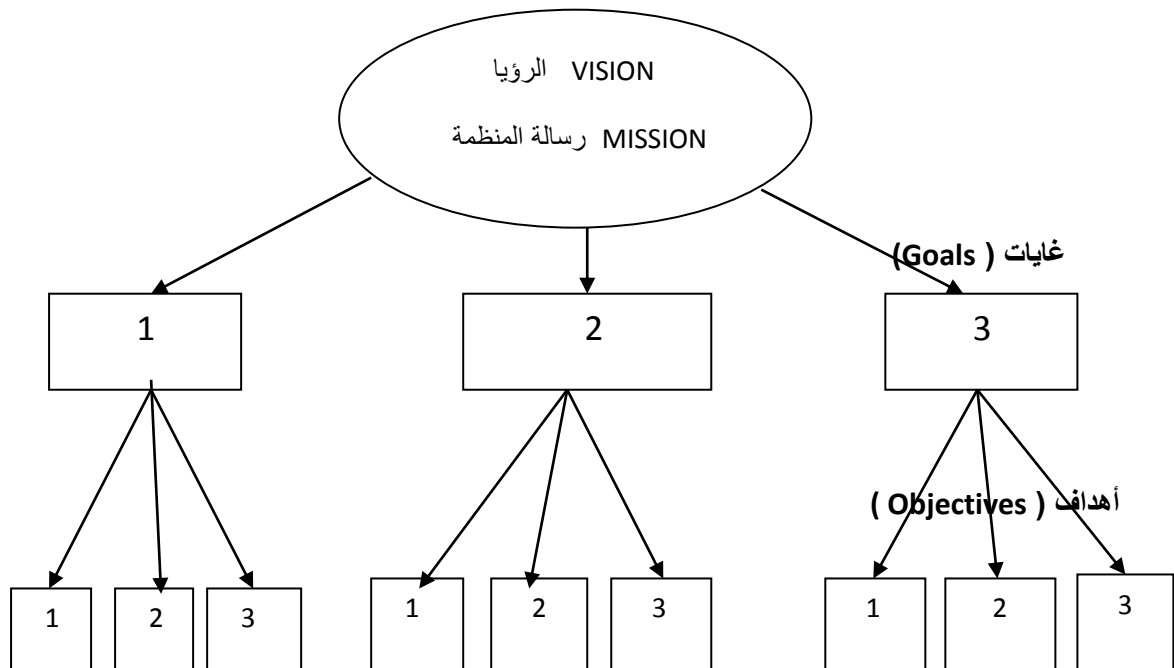 الرؤيا VISION
رسالة المنظمة MISSION
غايات ( Goals)
1 2 3
أهداف ( Objectives )
1 2 3 1 2 3 1 2 3